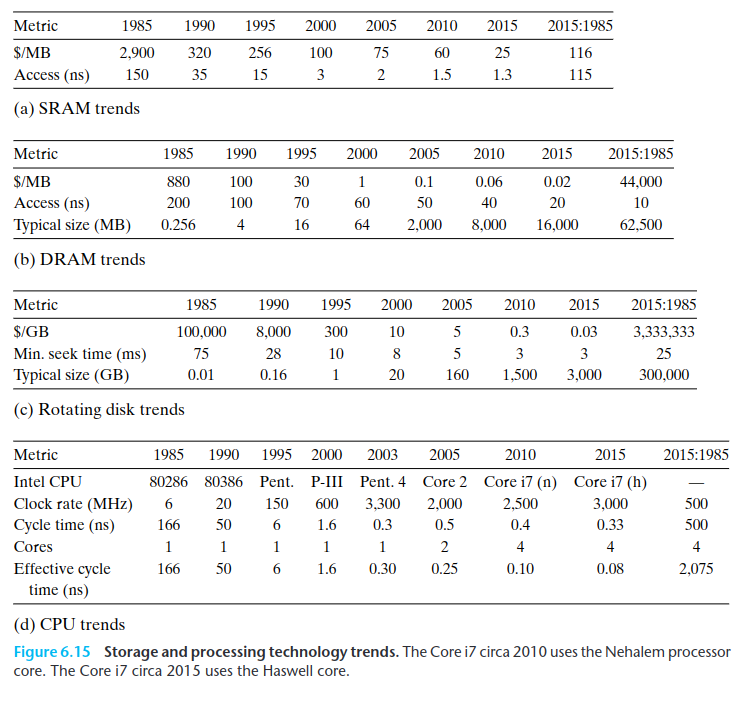 Metric 1985 1990 1995 2000 2005 2010 2015 2015:1985
$/MB 2,900 320 256 100 75 60 25 116
Access (ns) 150 35 15 3 2 1.5 1.3 115
(a) SRAM trends
Metric 1985 1990 1995 2000 2005 2010 2015 2015:1985
$/MB 880 100 30 1 0.1 0.06 0.02 44,000
Access (ns) 200 100 70 60 50 40 20 10
Typical size (MB) 0.256 4 16 64 2,000 8,000 16,000 62,500
(b) DRAM trends
Metric 1985 1990 1995 2000 2005 2010 2015 2015:1985
$/GB 100,000 8,000 300 10 5 0.3 0.03 3,333,333
Min. seek time (ms) 75 28 10 8 5 3 3 25
Typical size (GB) 0.01 0.16 1 20 160 1,500 3,000 300,000
(c) Rotating disk trends
Metric 1985 1990 1995 2000 2003 2005 2010 2015 2015:1985
Intel CPU 80286 80386 Pent. P-III Pent. 4 Core 2 Core i7 (n) Core i7 (h) —
Clock rate (MHz) 6 20 150 600 3,300 2,000 2,500 3,000 500
Cycle time (ns) 166 50 6 1.6 0.3 0.5 0.4 0.33 500
Cores 1 1 1 1 1 2 4 4 4
Effective cycle 166 50 6 1.6 0.30 0.25 0.10 0.08 2,075
time (ns)
(d) CPU trends
Figure 6.15 Storage and processing technology trends. The Core i7 circa 2010 uses the Nehalem processor
core. The Core i7 circa 2015 uses the Haswell core.